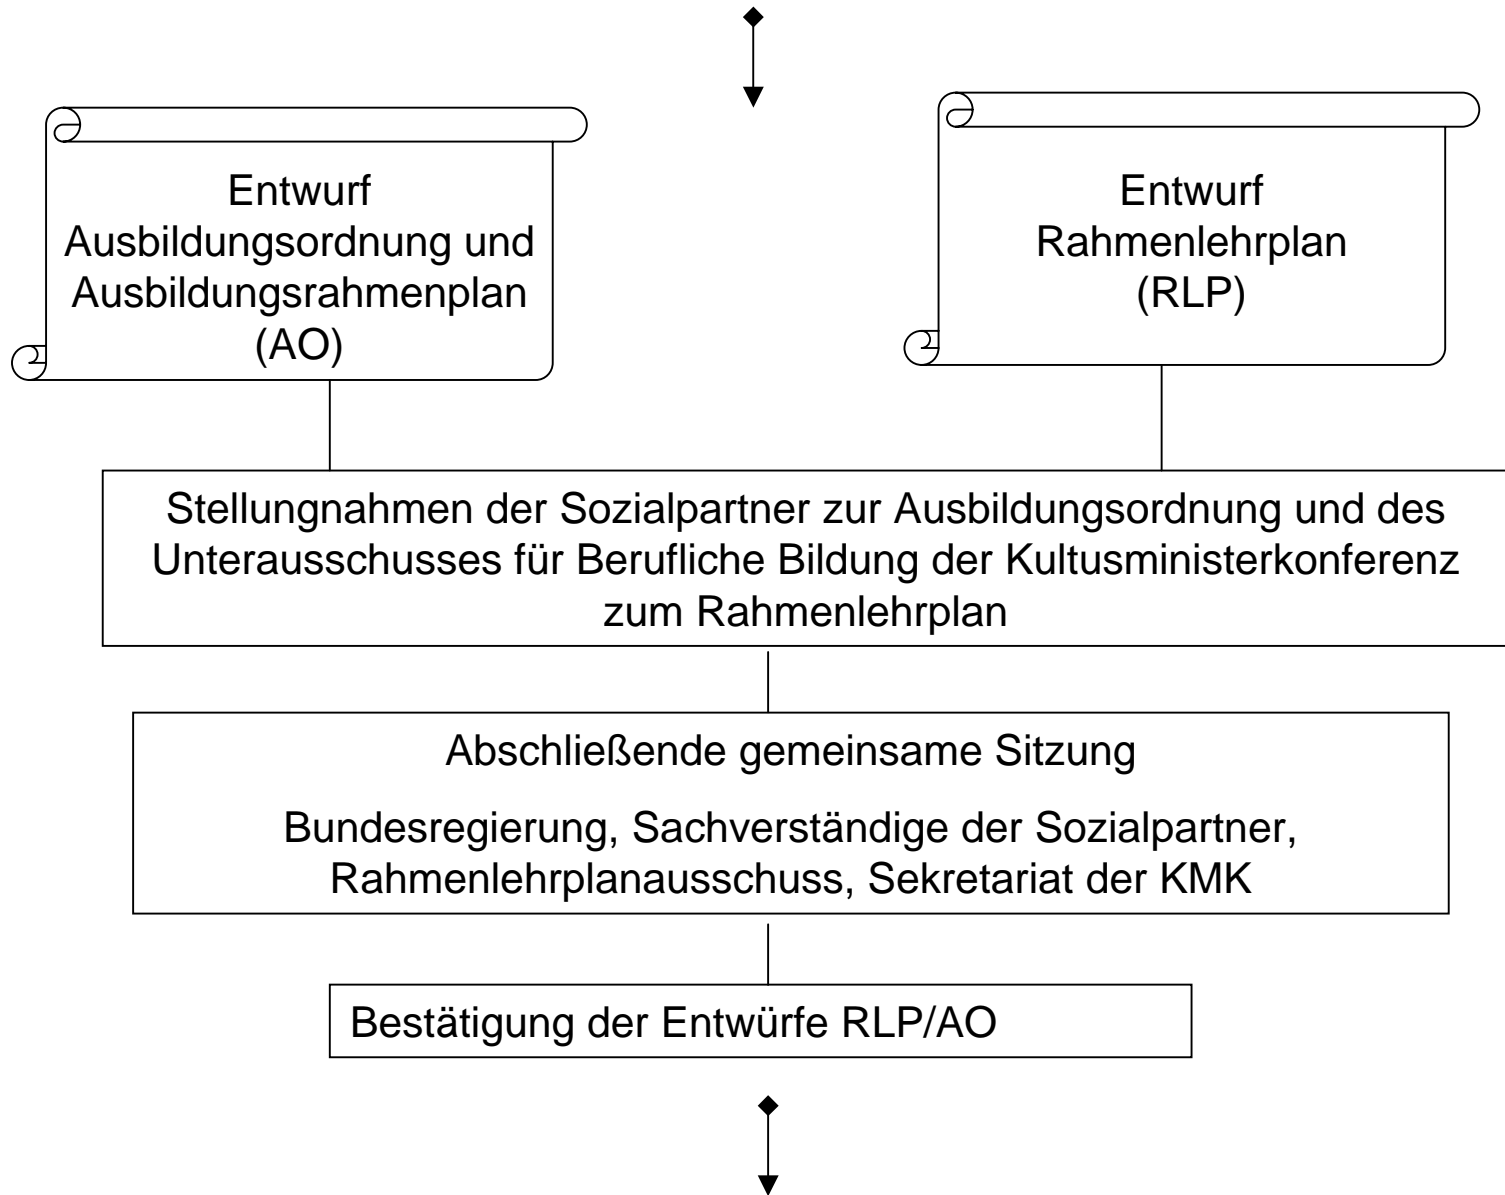 Entwurf
Ausbildungsordnung und
Ausbildungsrahmenplan
(AO)
Entwurf
Rahmenlehrplan
(RLP)
Stellungnahmen der Sozialpartner zur Ausbildungsordnung und des
Unterausschusses für Berufliche Bildung der Kultusministerkonferenz
zum Rahmenlehrplan
Abschließende gemeinsame Sitzung
Bundesregierung, Sachverständige der Sozialpartner,
Rahmenlehrplanausschuss, Sekretariat der KMK
Bestätigung der Entwürfe RLP/AO